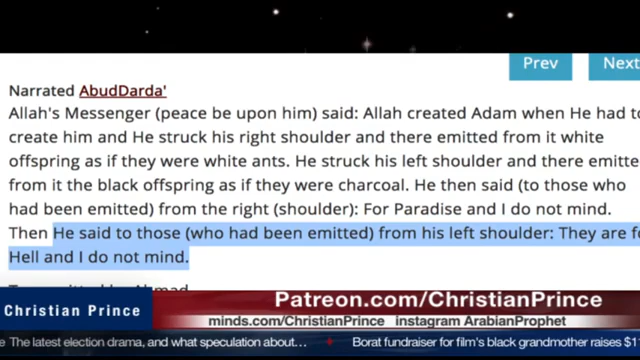 Prev
Next
Narrated AbudDarda'
Allah's Messenger (peace be upon him) said: Allah created Adam when He had to
create him and He struck his right shoulder and there emitted from it white
offspring as if they were white ants. He struck his left shoulder and there emitte
from it the black offspring as if they were charcoal. He then said (to those who
had been emitted) from the right (shoulder): For Paradise and I do not mind.
Then He said to those (who had been emitted) from his left shoulder: They are fo
Hell and I do not mind.
Christian Prince
Patreon.com/ChristianPrince
minds.com/ChristianPrince instagram ArabianProphet
The latest election drama, and what speculation about... • Borat fundraiser for film's black grandmother raises $1